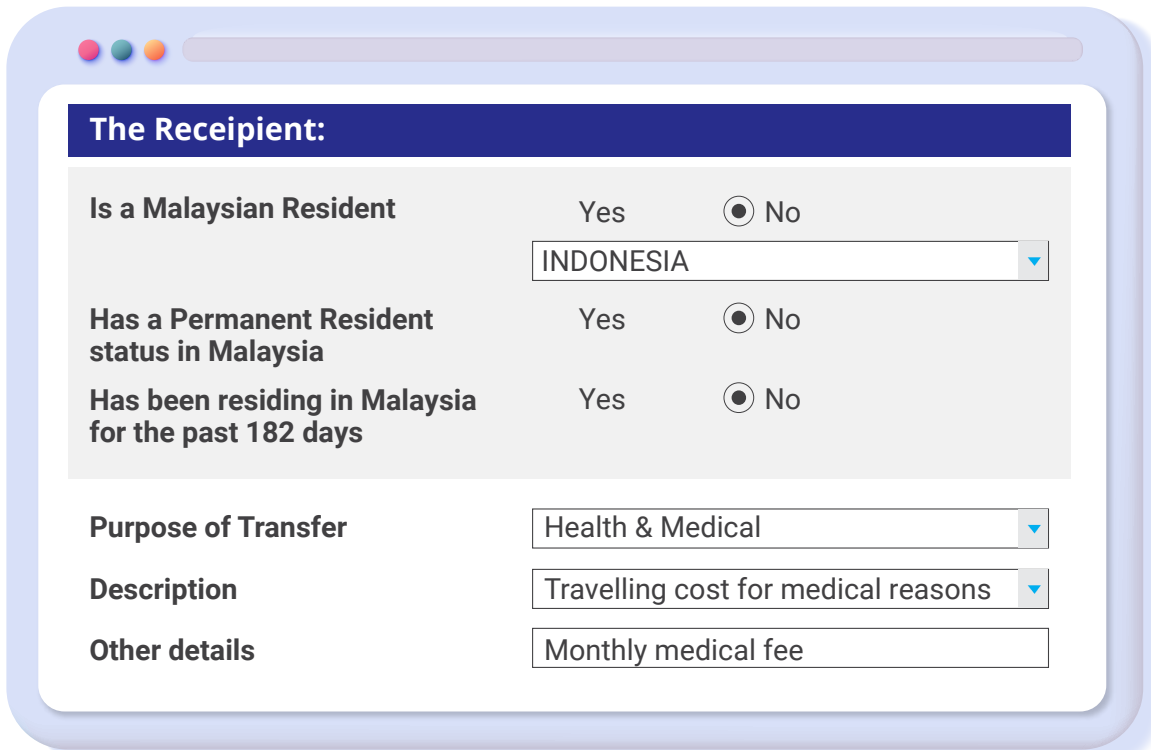 The Receipient:
Is a Malaysian Resident Yes No
INDONESIA
Has a Permanent Resident Yes No
status in Malaysia
Has been residing in Malaysia Yes No
for the past 182 days
Purpose of Transfer Health & Medical
Description Travelling cost for medical reasons
Other details Monthly medical fee